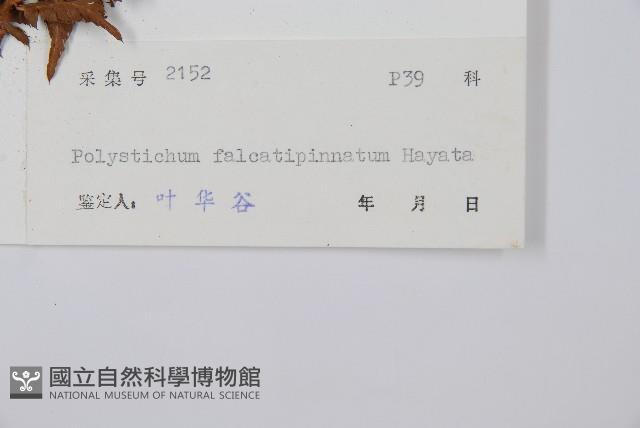 采集号 2152 P39 科
Polystichum falcatipinnatum Hayata
鉴定人: 叶华谷 年 月 日
國立自然科學博物館
NATIONAL MUSEUM OF NATURAL SCIENCE